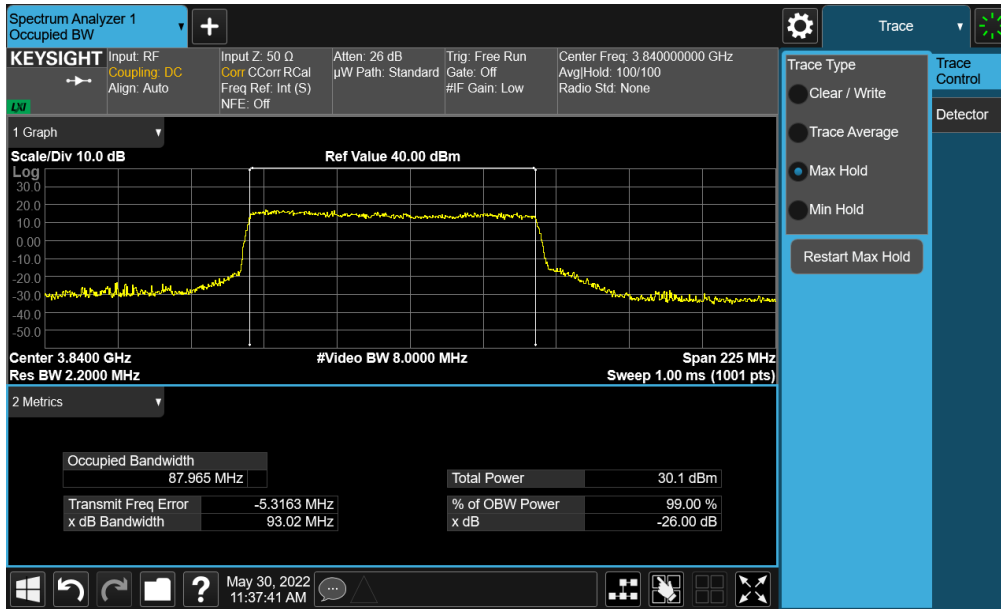 Spectrum Analyzer 1
Occupied BW
+
Trace
KEYSIGHT
LXI
Input: RF
Coupling: DC
Align: Auto
Input Z: 50 Ω
Corr CCorr RCal
Freq Ref: Int (S)
NFE: Off
Atten: 26 dB
µW Path: Standard
Trig: Free Run
Gate: Off
#IF Gain: Low
Center Freq: 3.840000000 GHz
Avg|Hold: 100/100
Radio Std: None
1 Graph
Scale/Div 10.0 dB
Ref Value 40.00 dBm
Log
30.0
20.0
10.0
0.00
-10.0
-20.0
-30.0
-40.0
-50.0
Center 3.8400 GHz
#Video BW 8.0000 MHz
Span 225 MHz
Res BW 2.2000 MHz
Sweep 1.00 ms (1001 pts)
2 Metrics
Occupied Bandwidth
87.965 MHz
Total Power 30.1 dBm
Transmit Freq Error -5.3163 MHz
% of OBW Power 99.00 %
x dB Bandwidth 93.02 MHz
x dB -26.00 dB
Trace Type
Clear / Write
Trace Average
Max Hold
Min Hold
Restart Max Hold
Trace
Control
Detector
?
May 30, 2022
11:37:41 AM